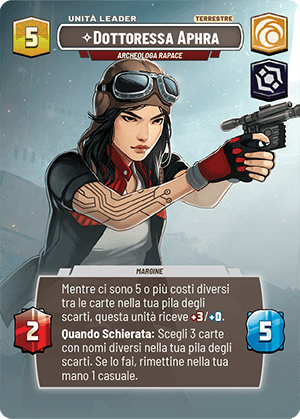 UNITÀ LEADER
TERRESTRE
5
✧DOTTORESSA APHRA
ARCHEOLOGA RAPACE
MARGINE
Mentre ci sono 5 o più costi diversi
tra le carte nella tua pila degli
scarti, questa unità riceve +3/+0.
Quando Schierata: Scegli 3 carte
con nomi diversi nella tua pila degli
scarti. Se lo fai, rimettine nella tua
mano 1 casuale.
2
5